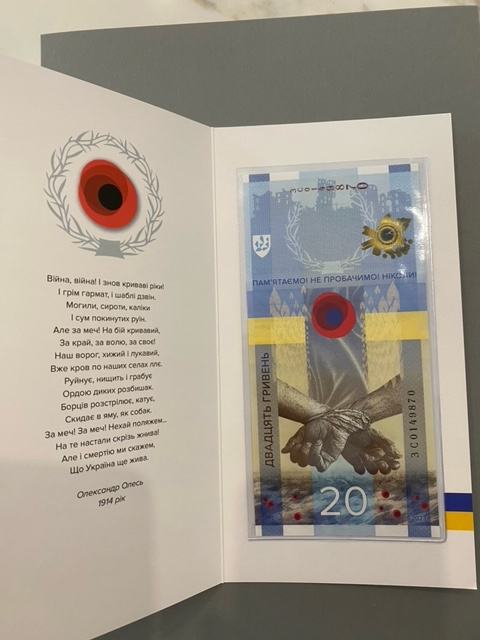 Війна, війна! І знов криваві ріки!
І грім гармат, і шаблі дзвін.
Могили, сироти, каліки
І сум покинутих руїн.
Але за меч! На бій кривавий,
За край, за волю, за своє!
Наш ворог, хижий і лукавий,
Вже кров по наших селах ллє.
Руйнує, нищить і грабує
Ордою диких розбишак.
Борців розстрілює, катує,
Скидає в яму, як собак.
За меч! За меч! Нехай поляжем..
На те настали скрізь жнива!
Але і смертю ми скажем,
Що Україна ще жива.
Олександр Олесь
1914 рік
ЗС0149870
ПАМ'ЯТАЄМО! НЕ ПРОБАЧИМО! НІКОЛИ!
ДВАДЦЯТЬ ГРИВЕНЬ
ЗС0149870
20